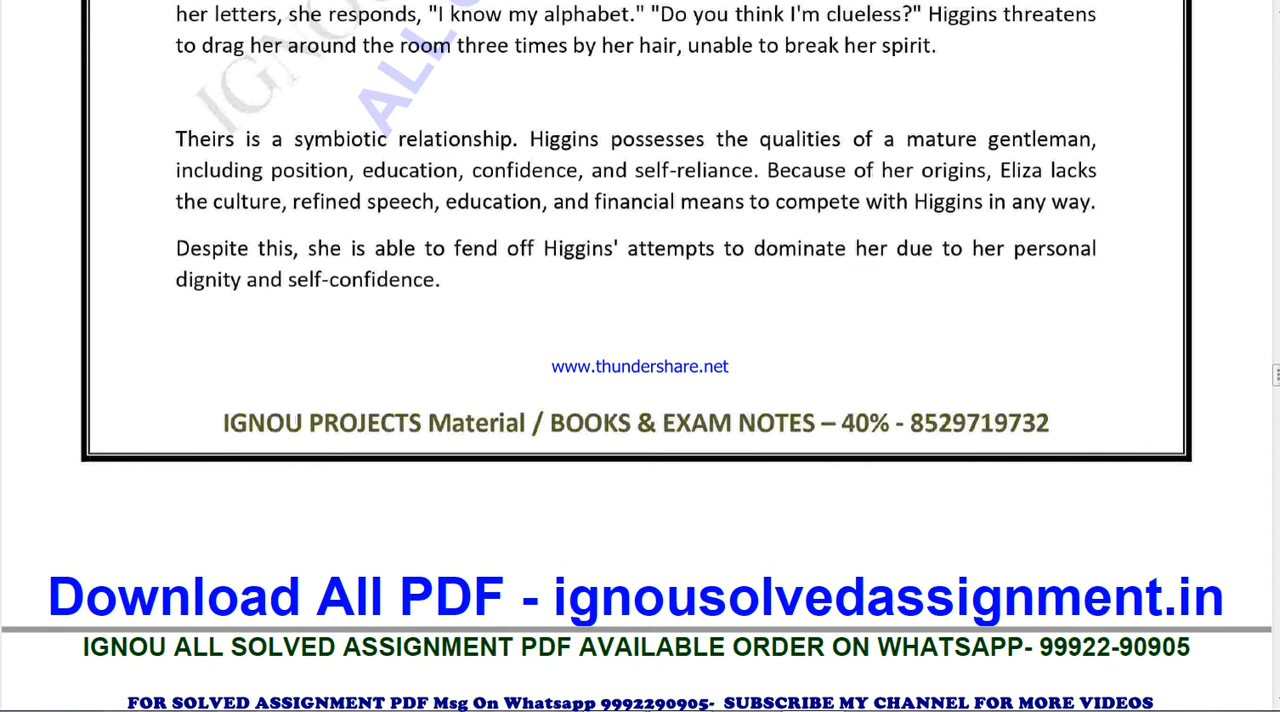 her letters, she responds, "I know my alphabet." "Do you think I'm clueless?" Higgins threatens
to drag her around the room three times by her hair, unable to break her spirit.
IGNO
ALL
Theirs is a symbiotic relationship. Higgins possesses the qualities of a mature gentleman,
including position, education, confidence, and self-reliance. Because of her origins, Eliza lacks
the culture, refined speech, education, and financial means to compete with Higgins in any way.
Despite this, she is able to fend off Higgins' attempts to dominate her due to her personal
dignity and self-confidence.
www.thundershare.net
IGNOU PROJECTS Material / BOOKS & EXAM NOTES – 40% - 8529719732
Download All PDF - ignousolvedassignment.in
IGNOU ALL SOLVED ASSIGNMENT PDF AVAILABLE ORDER ON WHATSAPP- 99922-90905
FOR SOLVED ASSIGNMENT PDF Msg On Whatsapp 9992290905- SUBSCRIBE MY CHANNEL FOR MORE VIDEOS